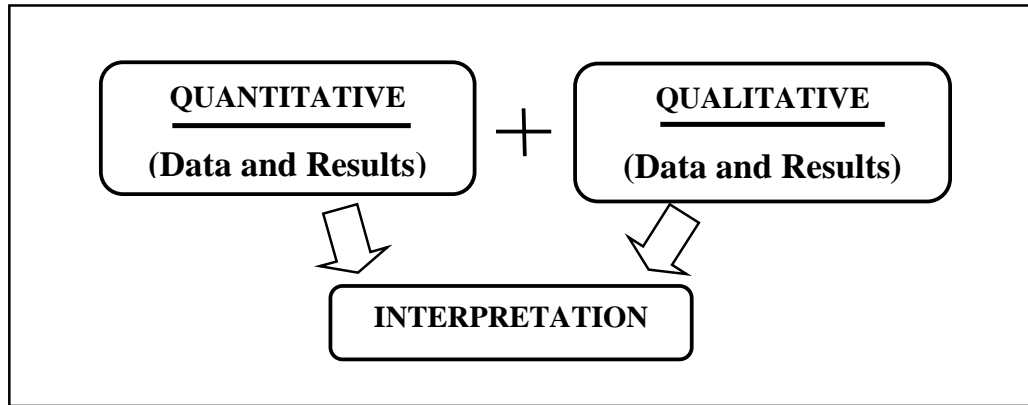 QUANTITATIVE
(Data and Results)
+
QUALITATIVE
(Data and Results)
INTERPRETATION